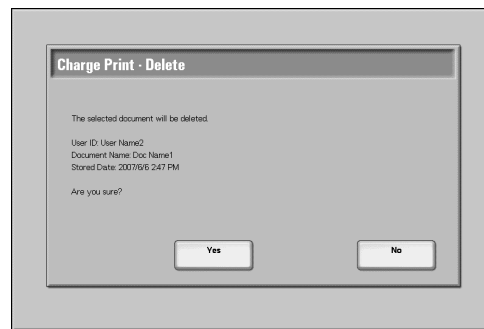 Charge Print - Delete
The selected document will be deleted.
User ID: User Name2
Document Name: Doc Name1
Stored Date: 2007/6/6 2:47 PM
Are you sure?
Yes
No